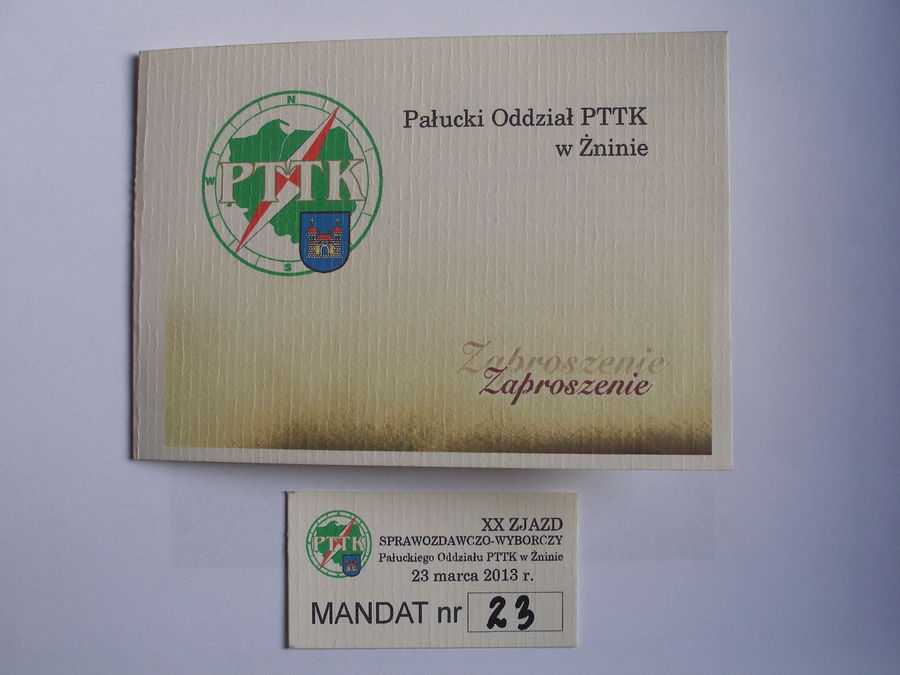 N
W
PTTK
S
Pałucki Oddział PTTK
w Żninie
Zaproszenie
Zaproszenie
PTTK
XX ZJAZD
SPRAWOZDAWCZO-WYBORCZY
Pałuckiego Oddziału PTTK w Żninie
23 marca 2013 r.
MANDAT nr 23